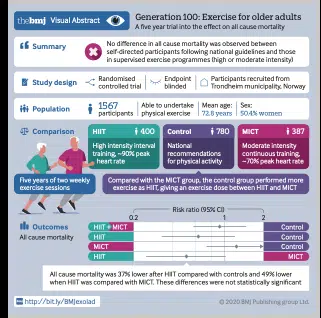 thebmj Visual Abstract
Generation 100: Exercise for older adults
A five year trial into the effect on all cause mortality
Summary
No difference in all cause mortality was observed between
self-directed participants following national guidelines and those
in supervised exercise programmes (high or moderate intensity)
Study design
Randomised
controlled trial
Endpoint
blinded
Participants recruited from
Trondheim municipality, Norway
Population
1567
participants
Able to undertake
physical exercise
Mean age:
72.8 years
Sex:
50.4% women
Comparison
HIIT 400
High intensity interval
training, ~90% peak
heart rate
Control 780
National
recommendations
for physical activity
MICT 387
Moderate intensity
continuous training,
~70% peak heart rate
Five years of two weekly
exercise sessions
Compared with the MICT group, the control group performed more
exercise as HIIT, giving an exercise dose between HIIT and MICT
Risk ratio (95% CI)
0.2 1 2
Outcomes
All cause mortality
HIIT + MICT Control
HIIT Control
MICT Control
HIIT MICT
All cause mortality was 37% lower after HIIT compared with controls and 49% lower
when HIIT was compared with MICT. These differences were not statistically significant
http://bit.ly/BMJexolad
© 2020 BMJ Publishing group Ltd.